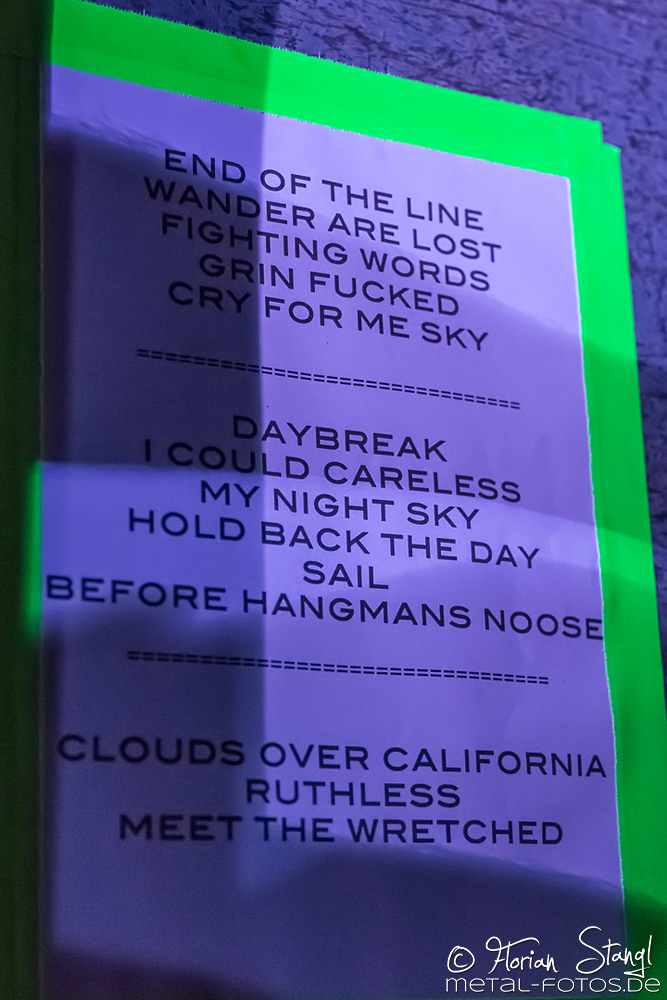 END OF THE LINE
WANDER ARE LOST
FIGHTING WORDS
GRIN FUCKED
CRY FOR ME SKY
===============================
DAYBREAK
I COULD CARELESS
MY NIGHT SKY
HOLD BACK THE DAY
SAIL
BEFORE HANGMANS NOOSE
===============================
CLOUDS OVER CALIFORNIA
RUTHLESS
MEET THE WRETCHED
© Florian Stangl
METAL-FOTOS.DE